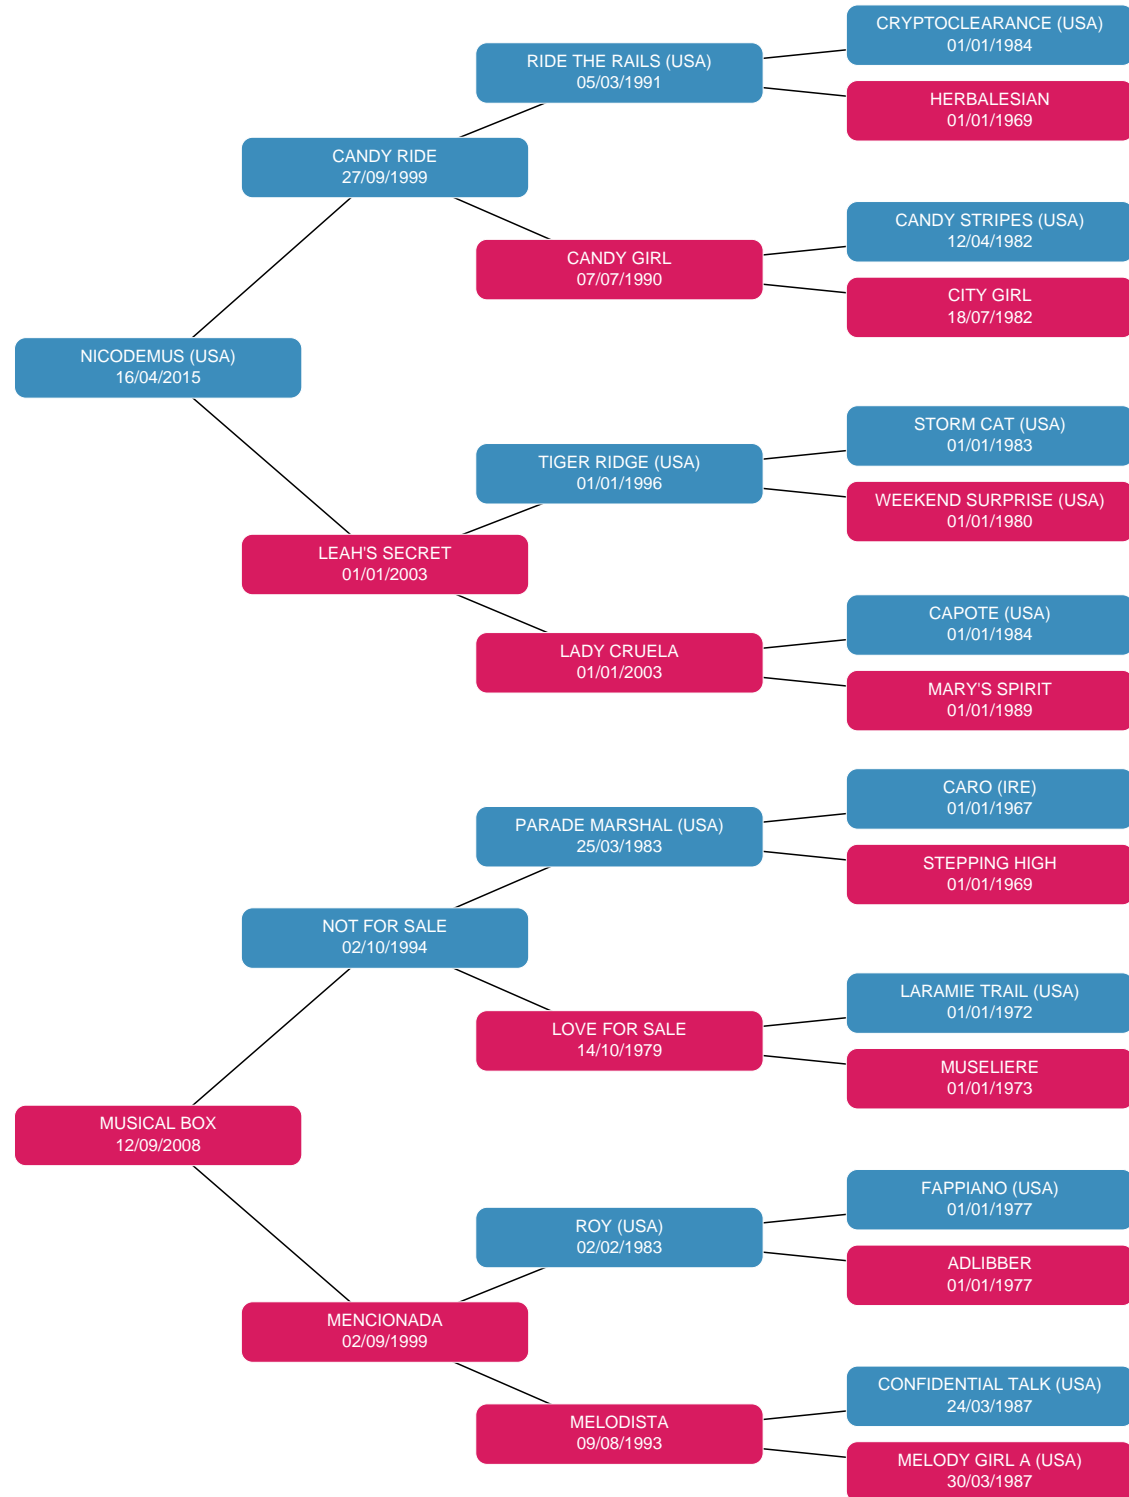 CRYPTOCLEARANCE (USA)
01/01/1984
RIDE THE RAILS (USA)
05/03/1991
HERBALESIAN
01/01/1969
CANDY RIDE
27/09/1999
CANDY STRIPES (USA)
12/04/1982
CANDY GIRL
07/07/1990
CITY GIRL
18/07/1982
NICODEMUS (USA)
16/04/2015
STORM CAT (USA)
01/01/1983
TIGER RIDGE (USA)
01/01/1996
WEEKEND SURPRISE (USA)
01/01/1980
LEAH'S SECRET
01/01/2003
CAPOTE (USA)
01/01/1984
LADY CRUELA
01/01/2003
MARY'S SPIRIT
01/01/1989
CARO (IRE)
01/01/1967
PARADE MARSHAL (USA)
25/03/1983
STEPPING HIGH
01/01/1969
NOT FOR SALE
02/10/1994
LARAMIE TRAIL (USA)
01/01/1972
LOVE FOR SALE
14/10/1979
MUSELIERE
01/01/1973
MUSICAL BOX
12/09/2008
FAPPIANO (USA)
01/01/1977
ROY (USA)
02/02/1983
ADLIBBER
01/01/1977
MENCIONADA
02/09/1999
CONFIDENTIAL TALK (USA)
24/03/1987
MELODISTA
09/08/1993
MELODY GIRL A (USA)
30/03/1987